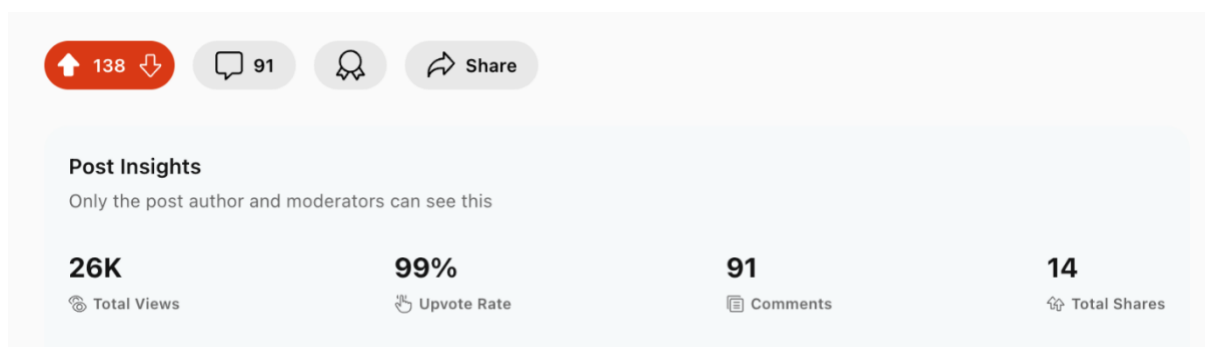 138 91 Share
Post Insights
Only the post author and moderators can see this
26K 99% 91 14
Total Views Upvote Rate Comments Total Shares